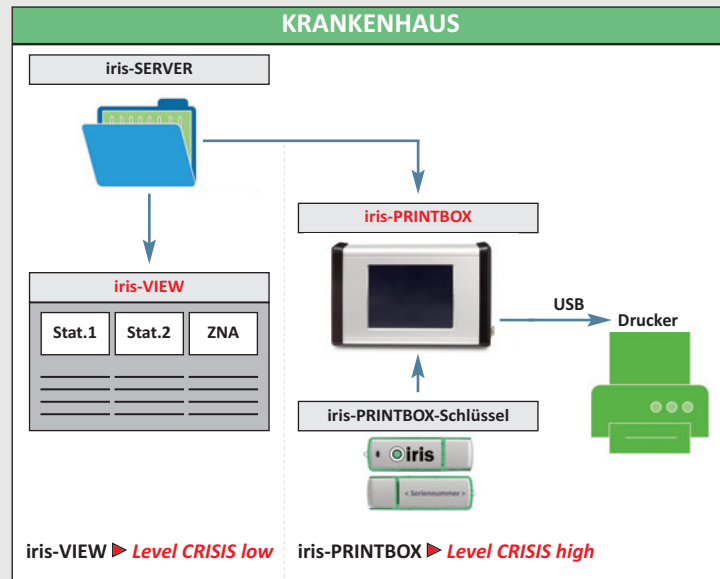 KRANKENHAUS
iris-SERVER
iris-PRINTBOX
iris-VIEW
Stat.1 Stat.2 ZNA
USB
Drucker
iris-PRINTBOX-Schlüssel
iris
< Seriennummer >
iris-VIEW ▶ Level CRISIS low
iris-PRINTBOX ▶ Level CRISIS high